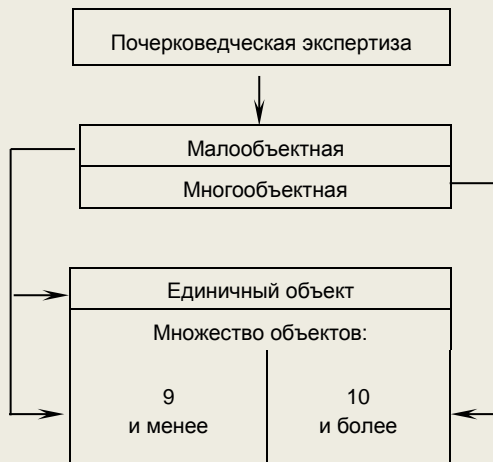 Почерковедческая экспертиза
Малообъектная
Многообъектная
Единичный объект
Множество объектов:
9
и менее
10
и более